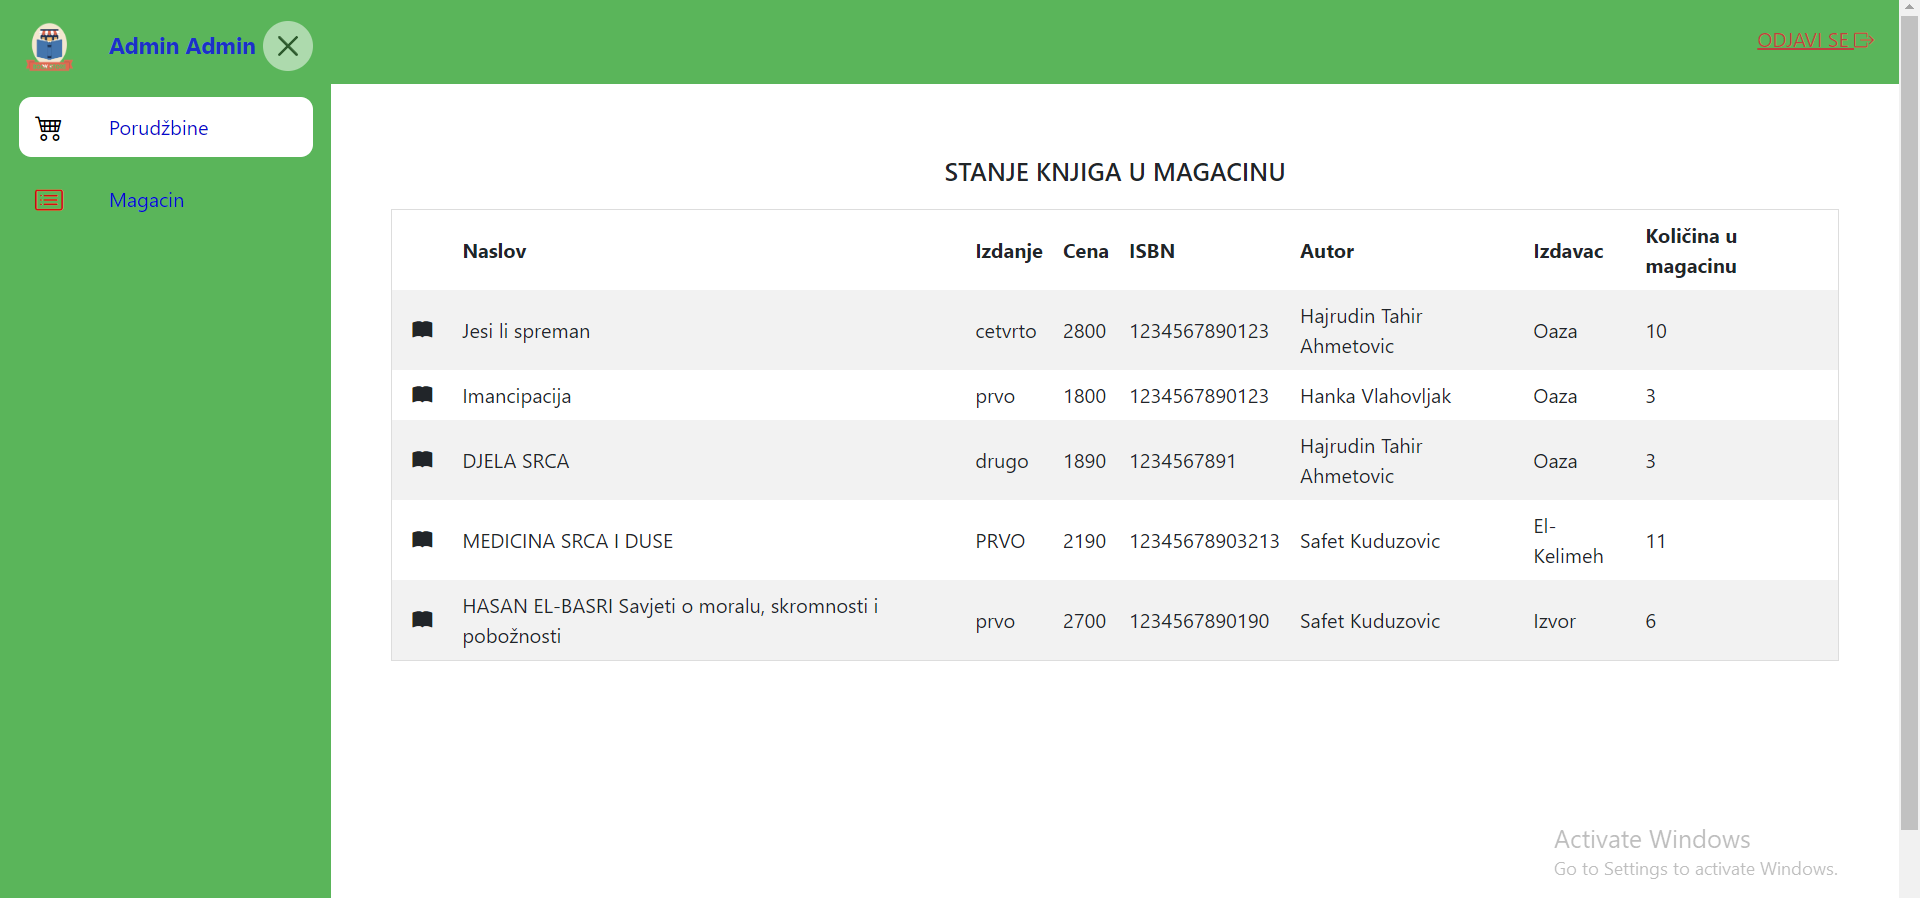 Admin Admin
ODJAVI SE
Porudžbine
Magacin
STANJE KNJIGA U MAGACINU
Naslov Izdanje Cena ISBN Autor Izdavac Količina u
magacinu
Jesi li spreman cetvrto 2800 1234567890123 Hajrudin Tahir
Ahmetovic Oaza 10
Imancipacija prvo 1800 1234567890123 Hanka Vlahovljak Oaza 3
DJELA SRCA drugo 1890 1234567891 Hajrudin Tahir
Ahmetovic Oaza 3
MEDICINA SRCA I DUSE PRVO 2190 12345678903213 Safet Kuduzovic El-
Kelimeh 11
HASAN EL-BASRI Savjeti o moralu, skromnosti i
pobožnosti prvo 2700 1234567890190 Safet Kuduzovic Izvor 6
Activate Windows
Go to Settings to activate Windows.